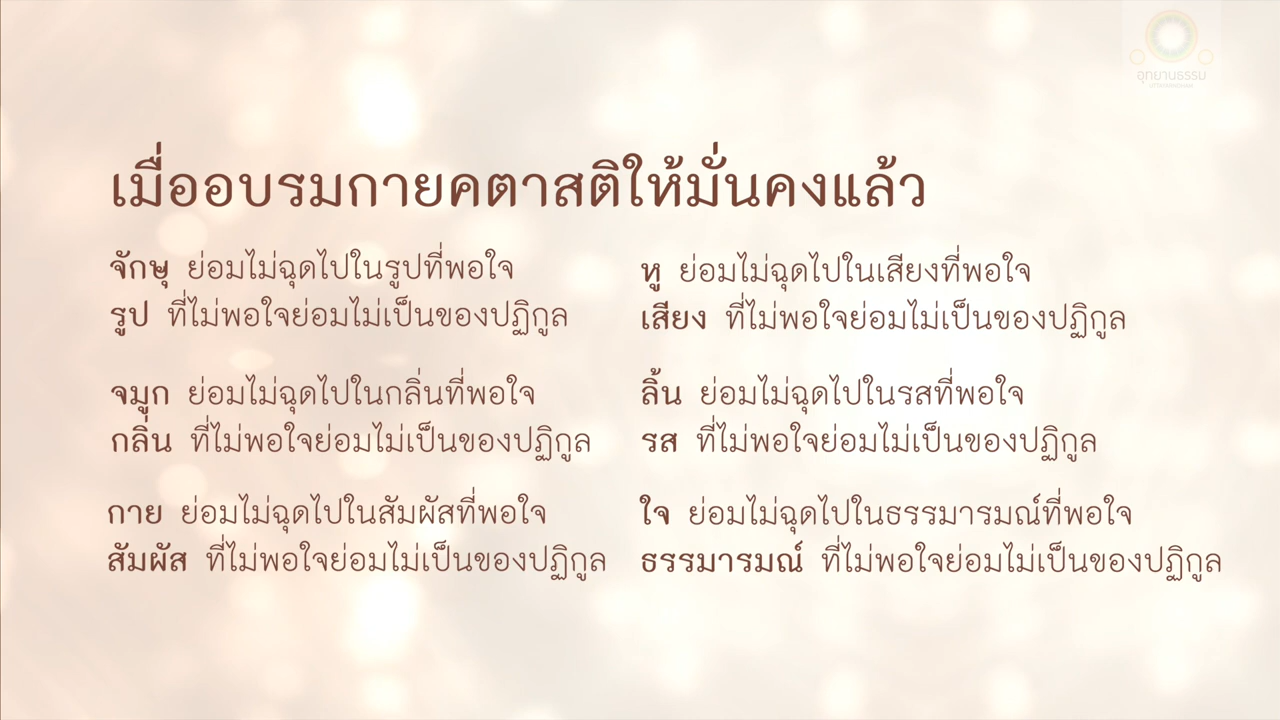 อุทยานธรรม
เมื่ออบรมกายคตาสติให้มั่นคงแล้ว
จักษุ ย่อมไม่ฉุดไปในรูปที่พอใจ
รูป ที่ไม่พอใจย่อมไม่เป็นของปฏิกูล
หู ย่อมไม่ฉุดไปในเสียงที่พอใจ
เสียง ที่ไม่พอใจย่อมไม่เป็นของปฏิกูล
จมูก ย่อมไม่ฉุดไปในกลิ่นที่พอใจ
กลิ่น ที่ไม่พอใจย่อมไม่เป็นของปฏิกูล
ลิ้น ย่อมไม่ฉุดไปในรสที่พอใจ
รส ที่ไม่พอใจย่อมไม่เป็นของปฏิกูล
กาย ย่อมไม่ฉุดไปในสัมผัสที่พอใจ
สัมผัส ที่ไม่พอใจย่อมไม่เป็นของปฏิกูล
ใจ ย่อมไม่ฉุดไปในธรรมารมณ์ที่พอใจ
ธรรมารมณ์ ที่ไม่พอใจย่อมไม่เป็นของปฏิกูล